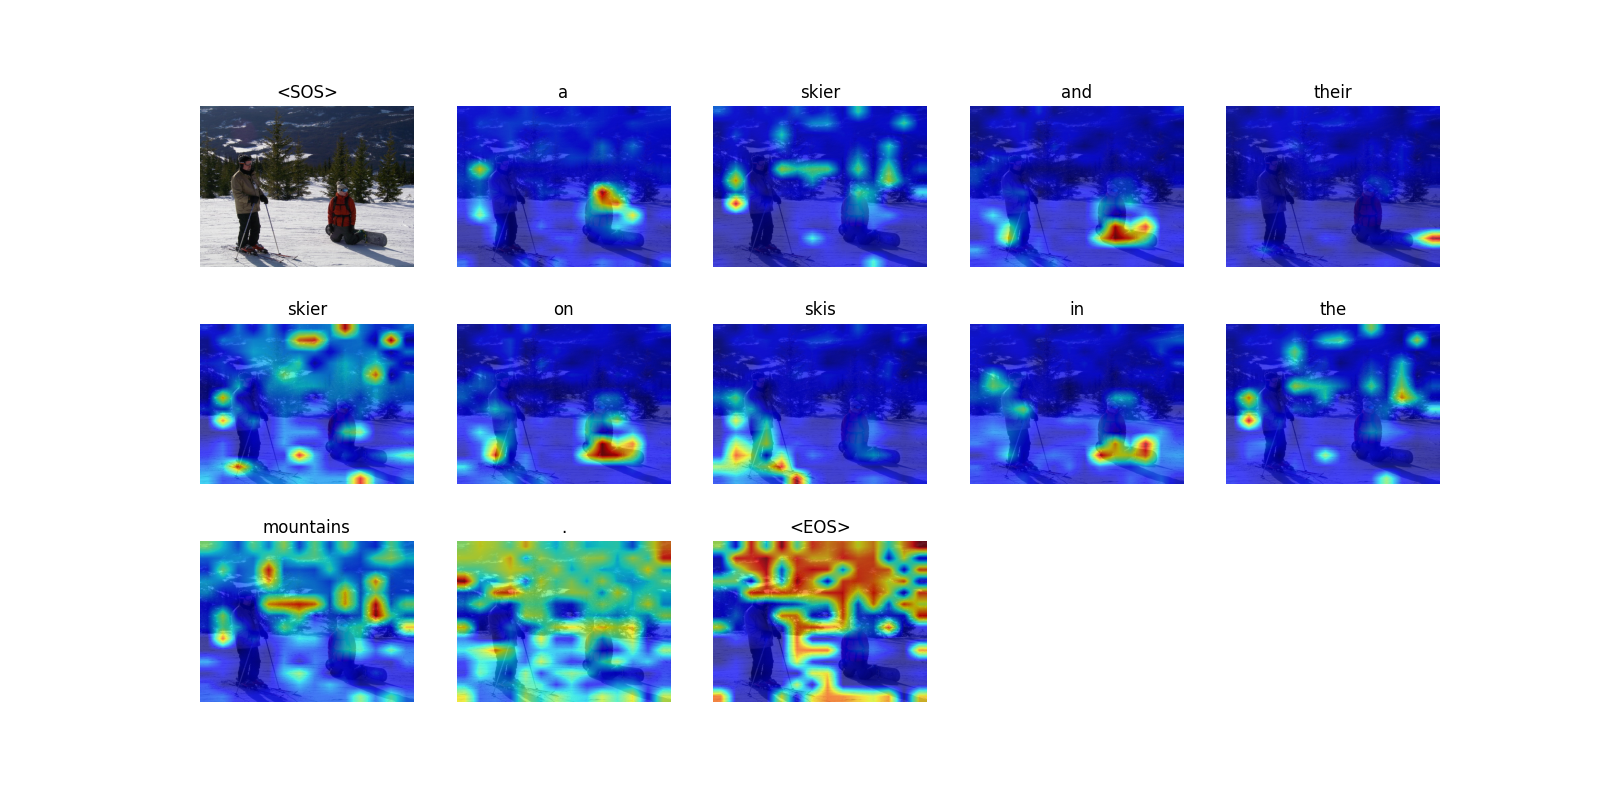 <SOS> a skier and their
skier on skis in the
mountains . <EOS>